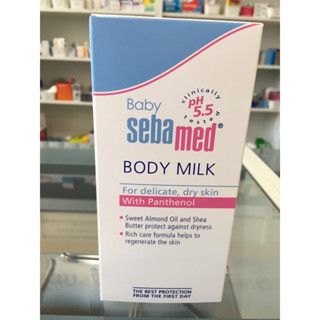 Baby
sebamed®
clinically
pH
5.5
tested
BODY MILK
For delicate, dry skin
With Panthenol
• Sweet Almond Oil and Shea
Butter protect against dryness
• Rich care formula helps to
regenerate the skin
THE BEST PROTECTION
FROM THE FIRST DAY